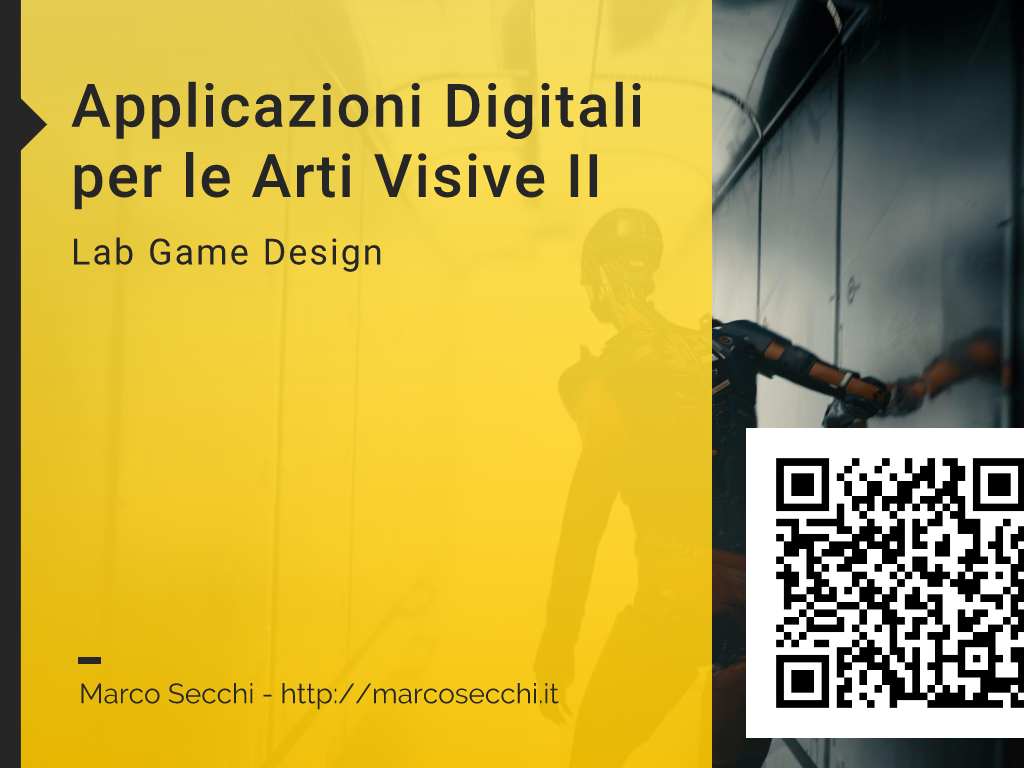 Applicazioni Digitali
per le Arti Visive II
Lab Game Design
Marco Secchi - http://marcosecchi.it